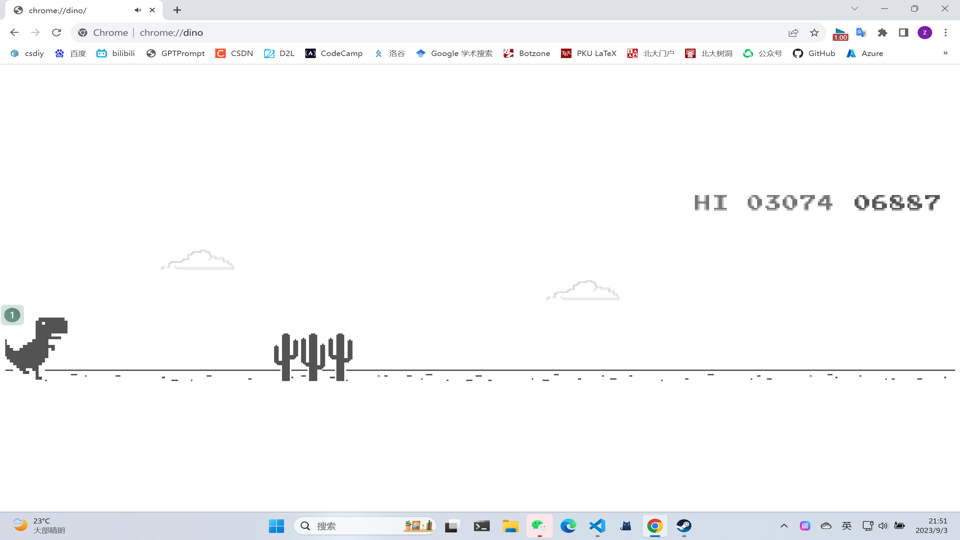 chrome://dino/
Chrome | chrome://dino
1.00
z
csdiy 百度 bilibili GPTPrompt CSDN D2L CodeCamp 洛谷 Google 学术搜索 Botzone PKU LaTeX 北大门户 北大树洞 公众号 GitHub Azure »
HI 03074 06887
1
23°C
大部晴朗
搜索
英
21:51
2023/9/3